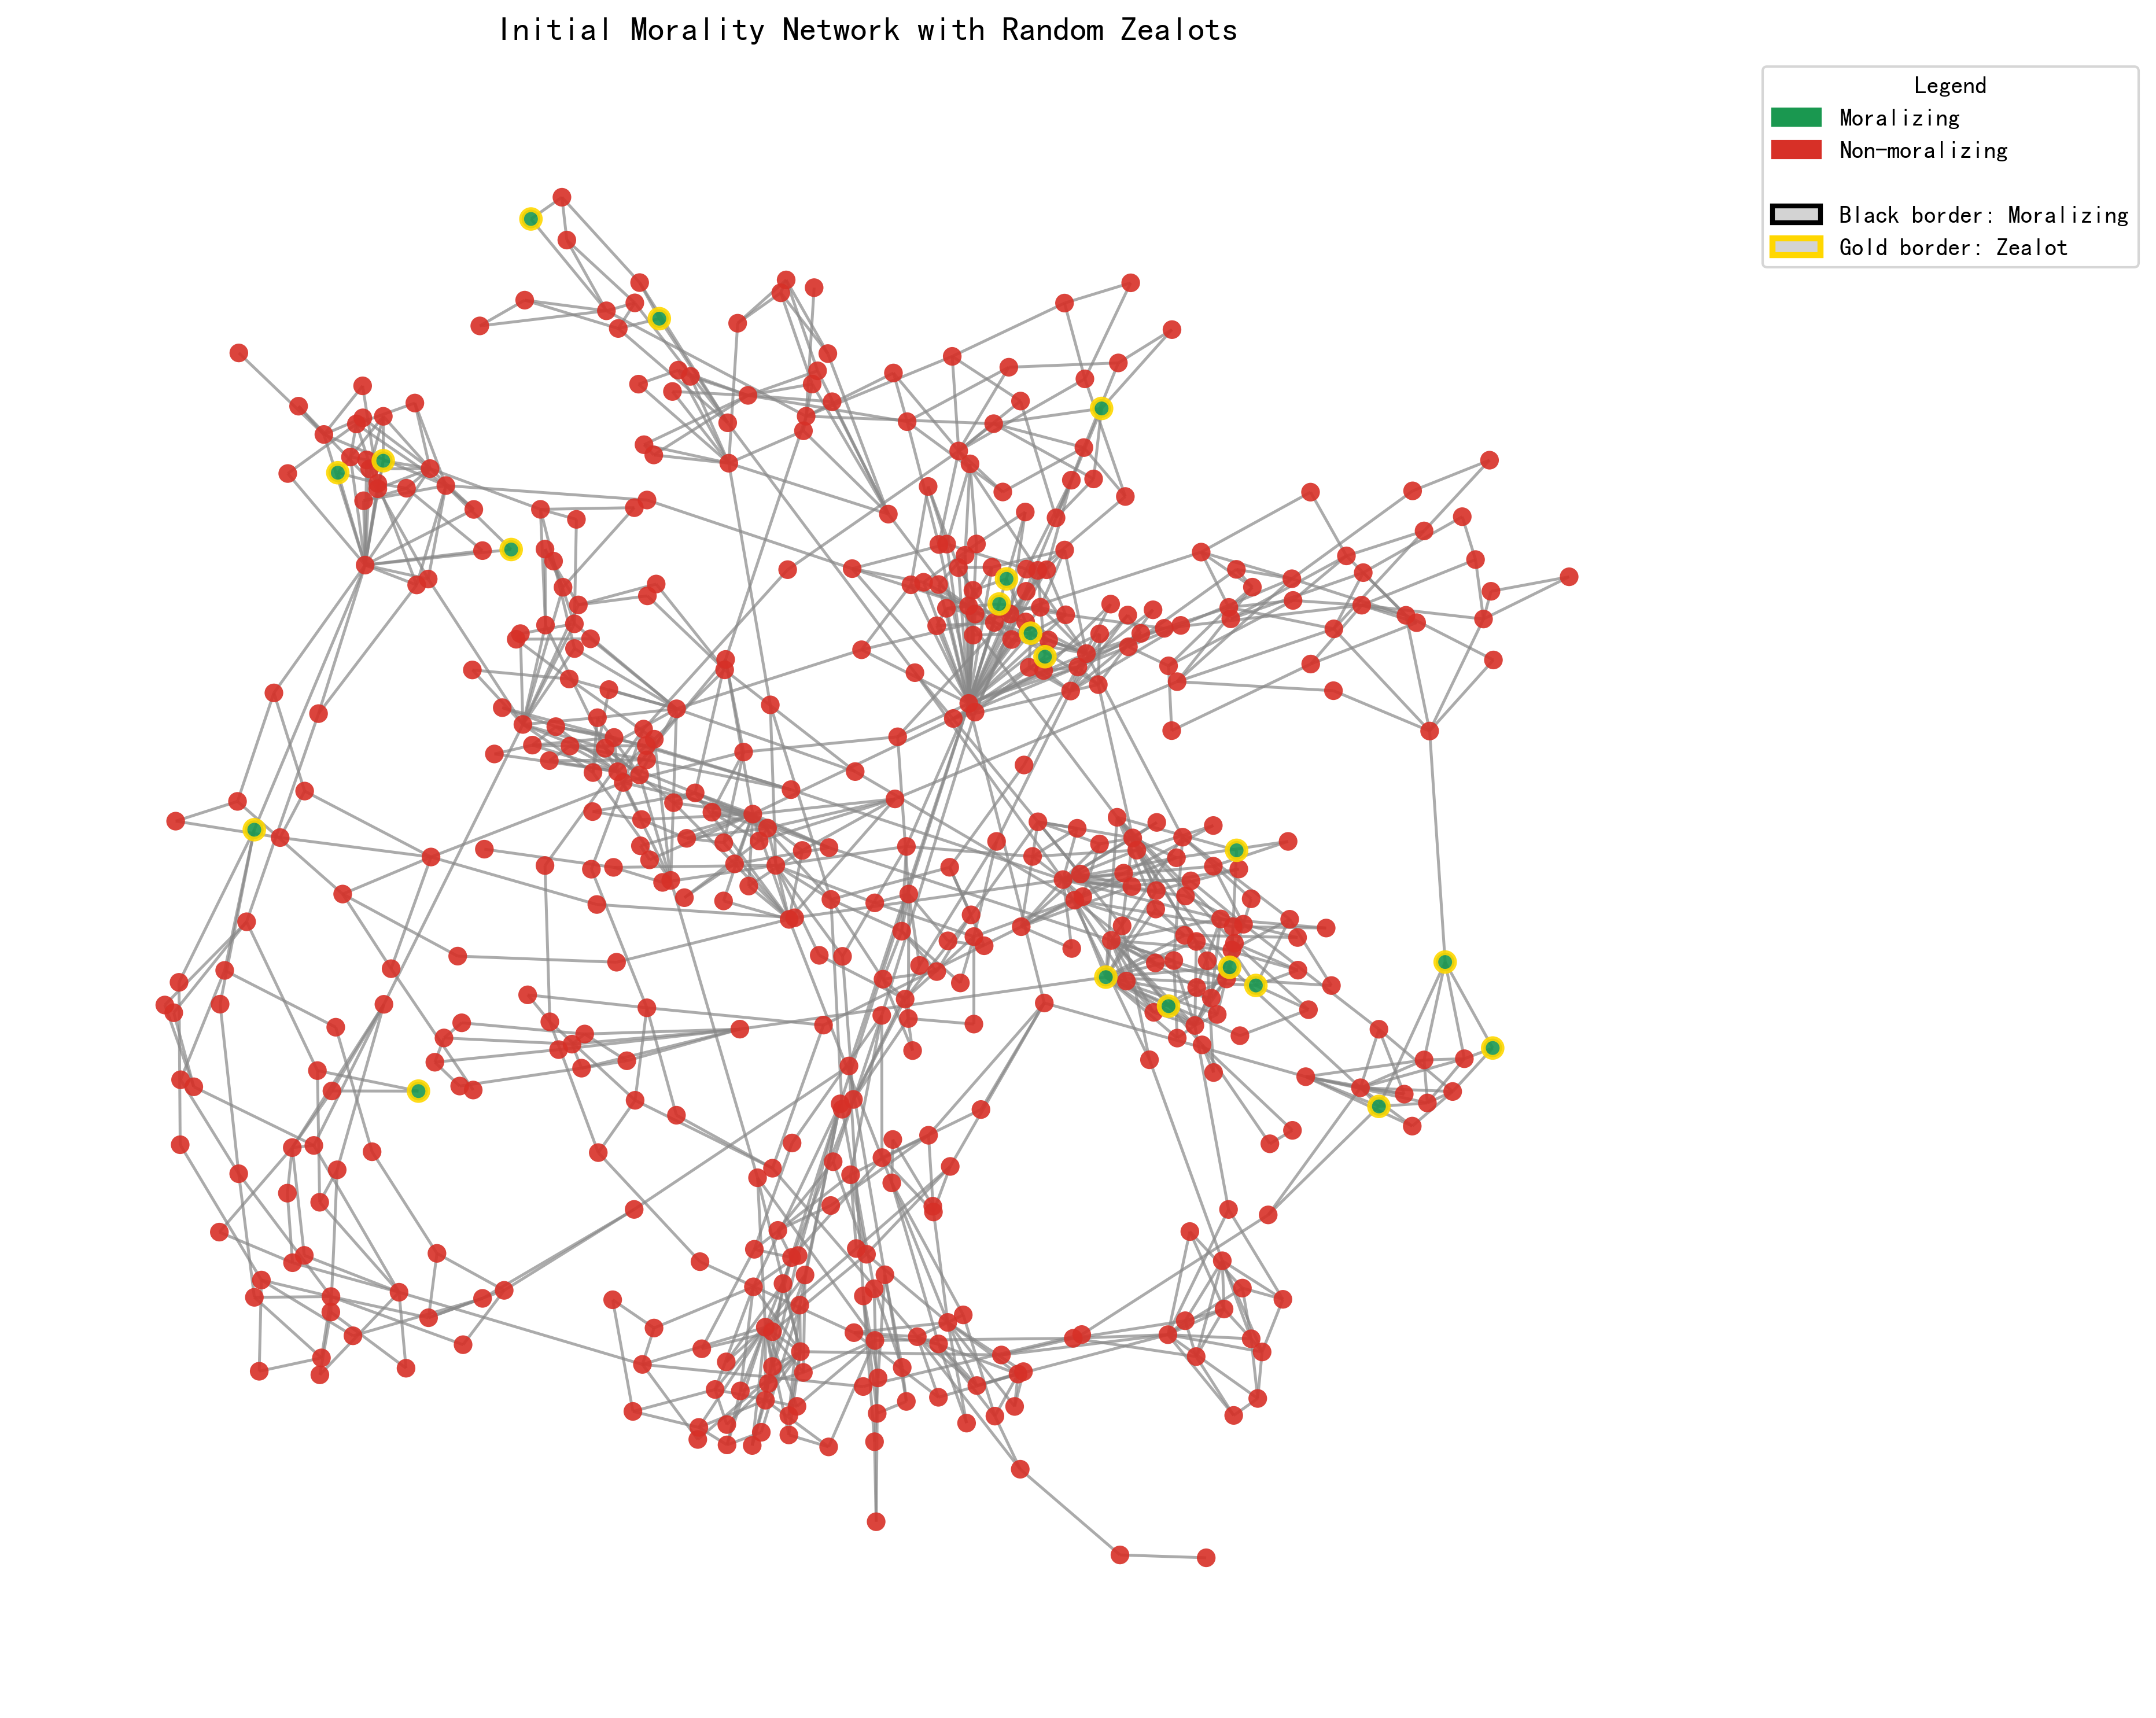 Initial Morality Network with Random Zealots
Legend
Moralizing
Non-moralizing
Black border: Moralizing
Gold border: Zealot